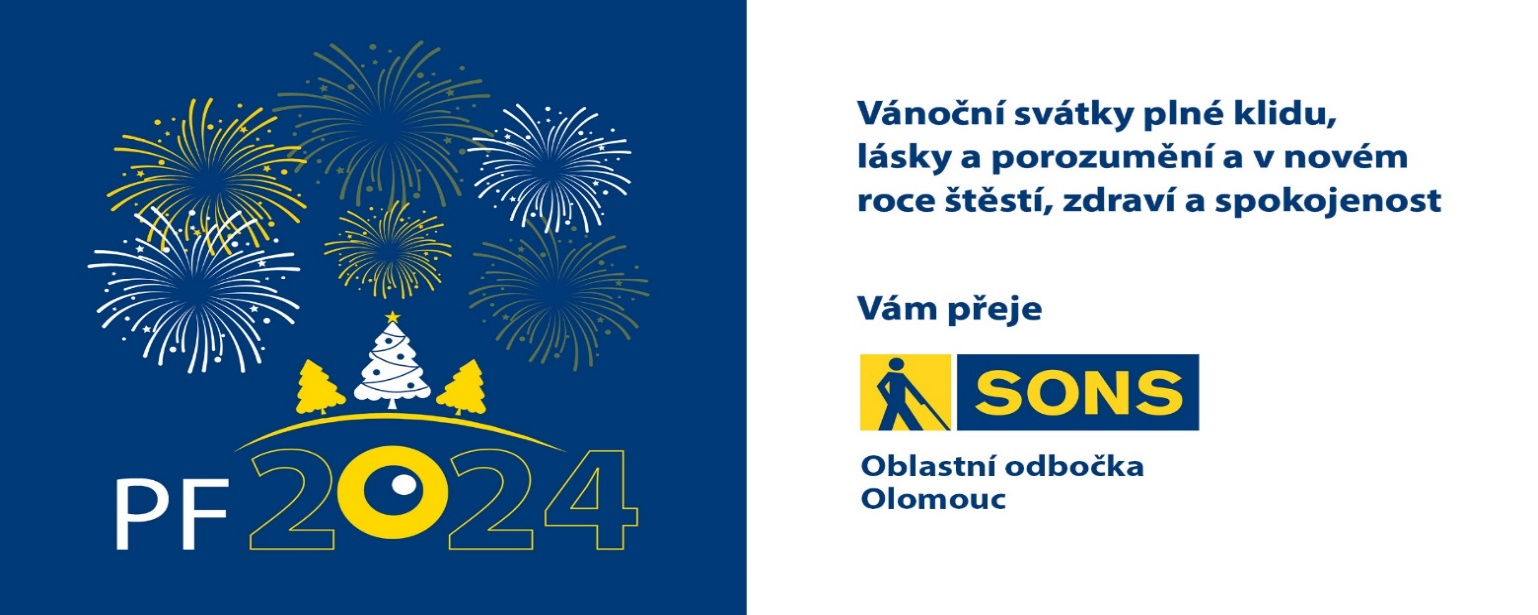 PF 2024
Vánoční svátky plné klidu,
lásky a porozumění a v novém
roce štěstí, zdraví a spokojenost
Vám přeje
SONS
Oblastní odbočka
Olomouc